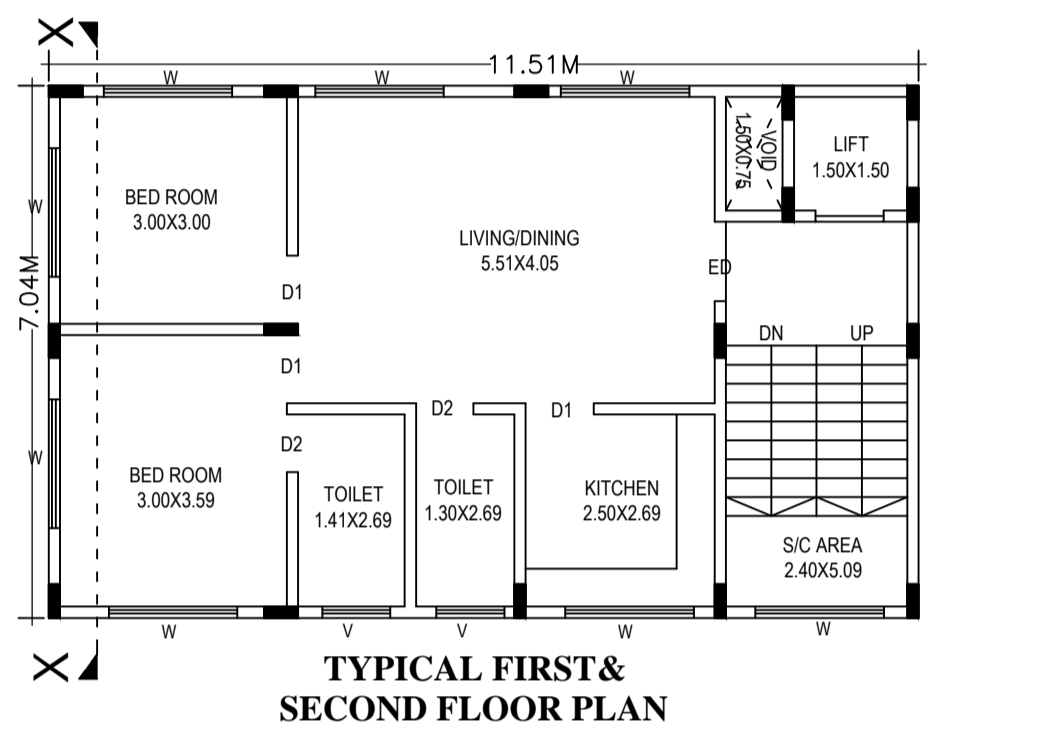 X
11.51M
W
W
W
7.04M
W
W
BED ROOM
3.00X3.00
LIVING/DINING
5.51X4.05
VOID
1.50X0.75
LIFT
1.50X1.50
ED
D1
D1
D2
D2
D1
DN
UP
BED ROOM
3.00X3.59
TOILET
1.41X2.69
TOILET
1.30X2.69
KITCHEN
2.50X2.69
S/C AREA
2.40X5.09
W
V
V
W
W
X
TYPICAL FIRST&
SECOND FLOOR PLAN